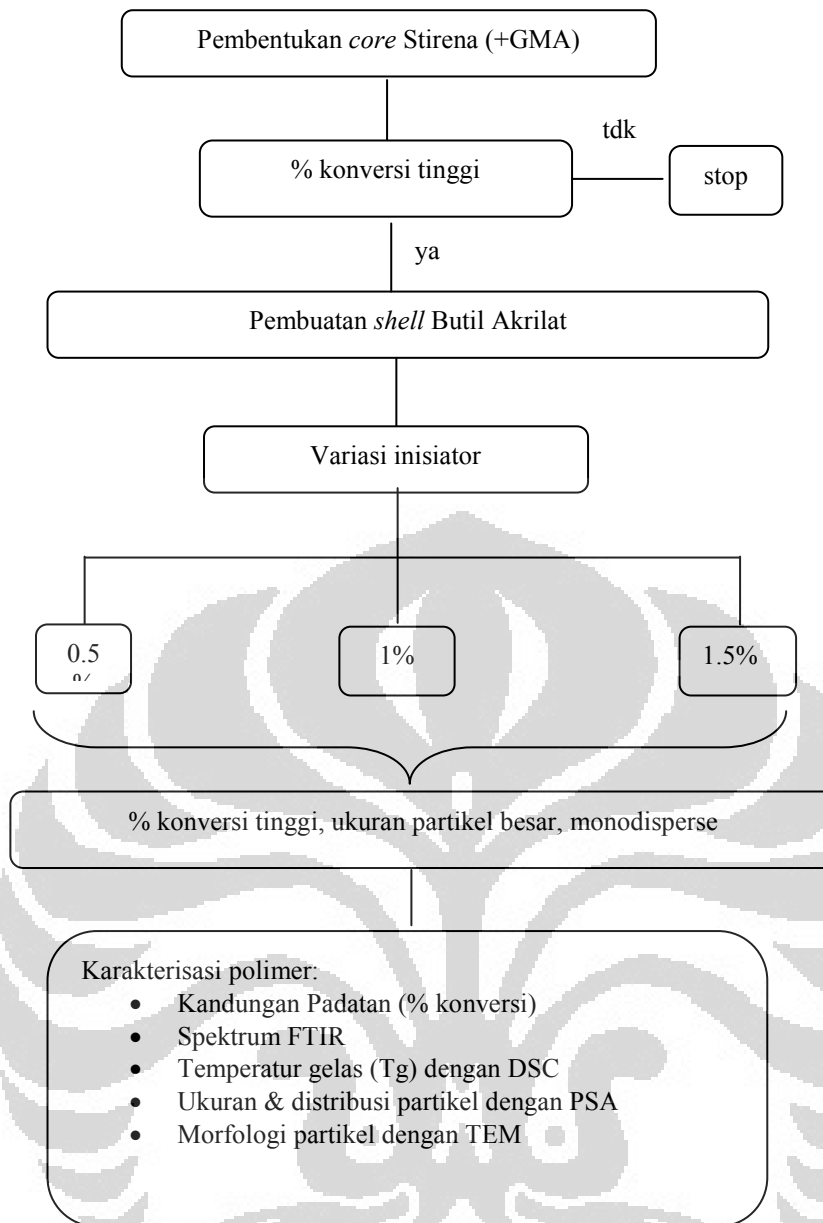 Pembentukan core Stirena (+GMA)
tdk
% konversi tinggi
stop
ya
Pembuatan shell Butil Akrilat
Variasi inisiator
0.5
%
1%
1.5%
% konversi tinggi, ukuran partikel besar, monodisperse
Karakterisasi polimer:
• Kandungan Padatan (% konversi)
• Spektrum FTIR
• Temperatur gelas (Tg) dengan DSC
• Ukuran & distribusi partikel dengan PSA
• Morfologi partikel dengan TEM